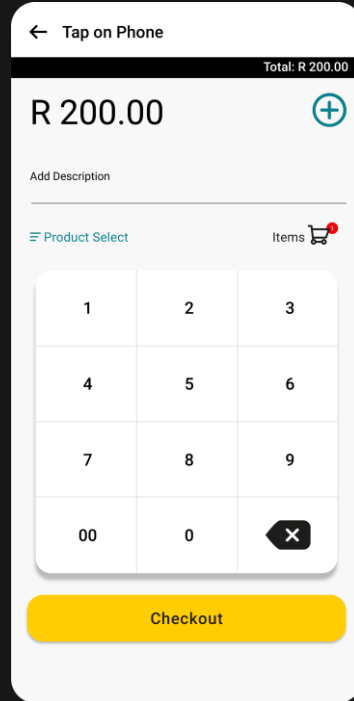 Tap on Phone
Total: R 200.00
R 200.00
Add Description
Product Select
Items 1
1 2 3
4 5 6
7 8 9
00 0
Checkout